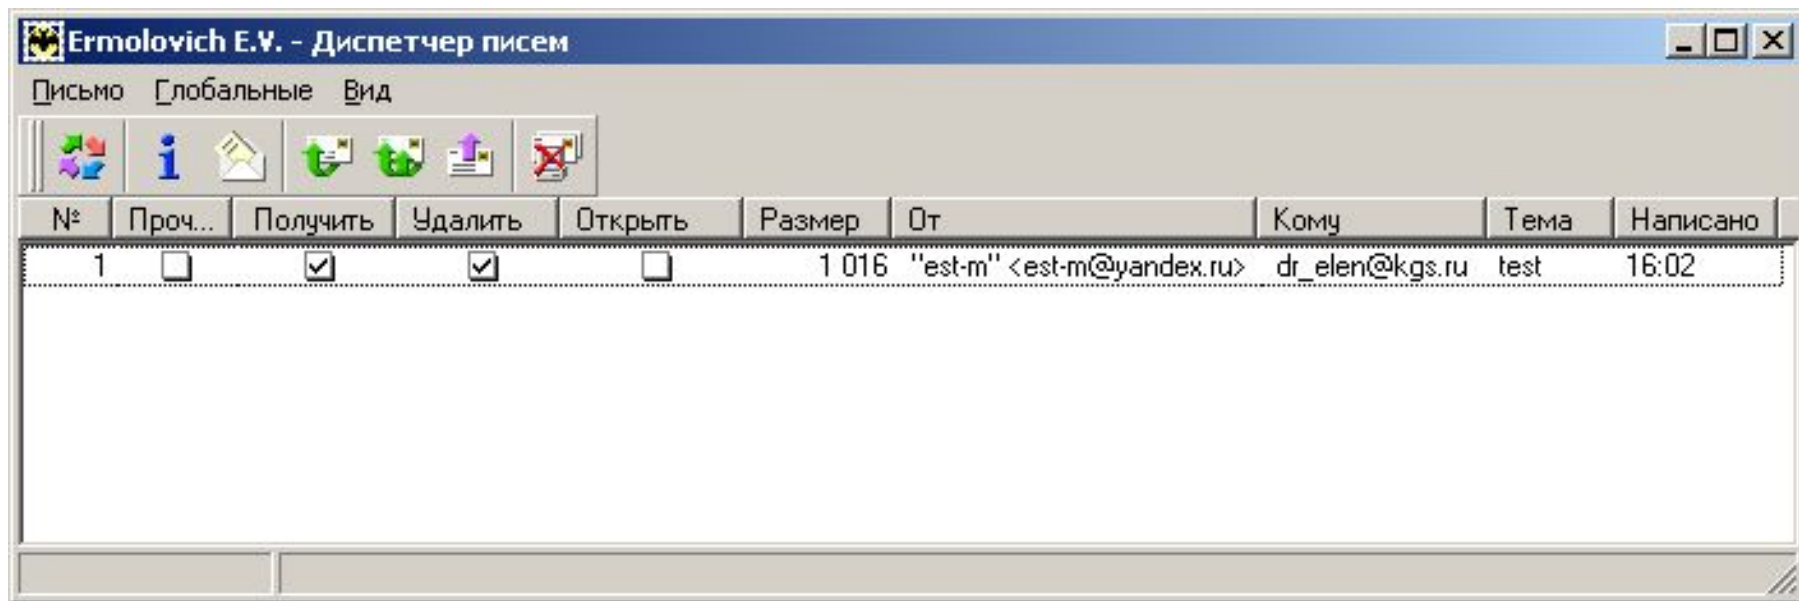 Ermolovich E.V. - Диспетчер писем
Письмо Глобальные Вид
№ Проч... Получить Удалить Открыть Размер От Кому Тема Написано
1 1 016 "est-m" <est-m@yandex.ru> dr_elen@kgs.ru test 16:02